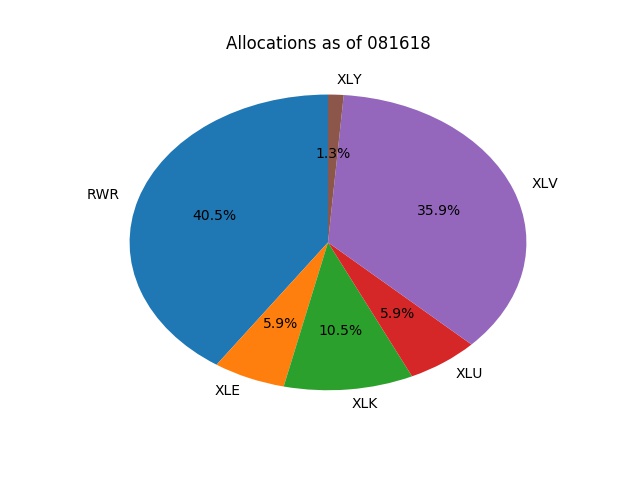 Allocations as of 081618
XLY
1.3%
XLV
35.9%
RWR
40.5%
5.9%
XLE
10.5%
XLK
5.9%
XLU